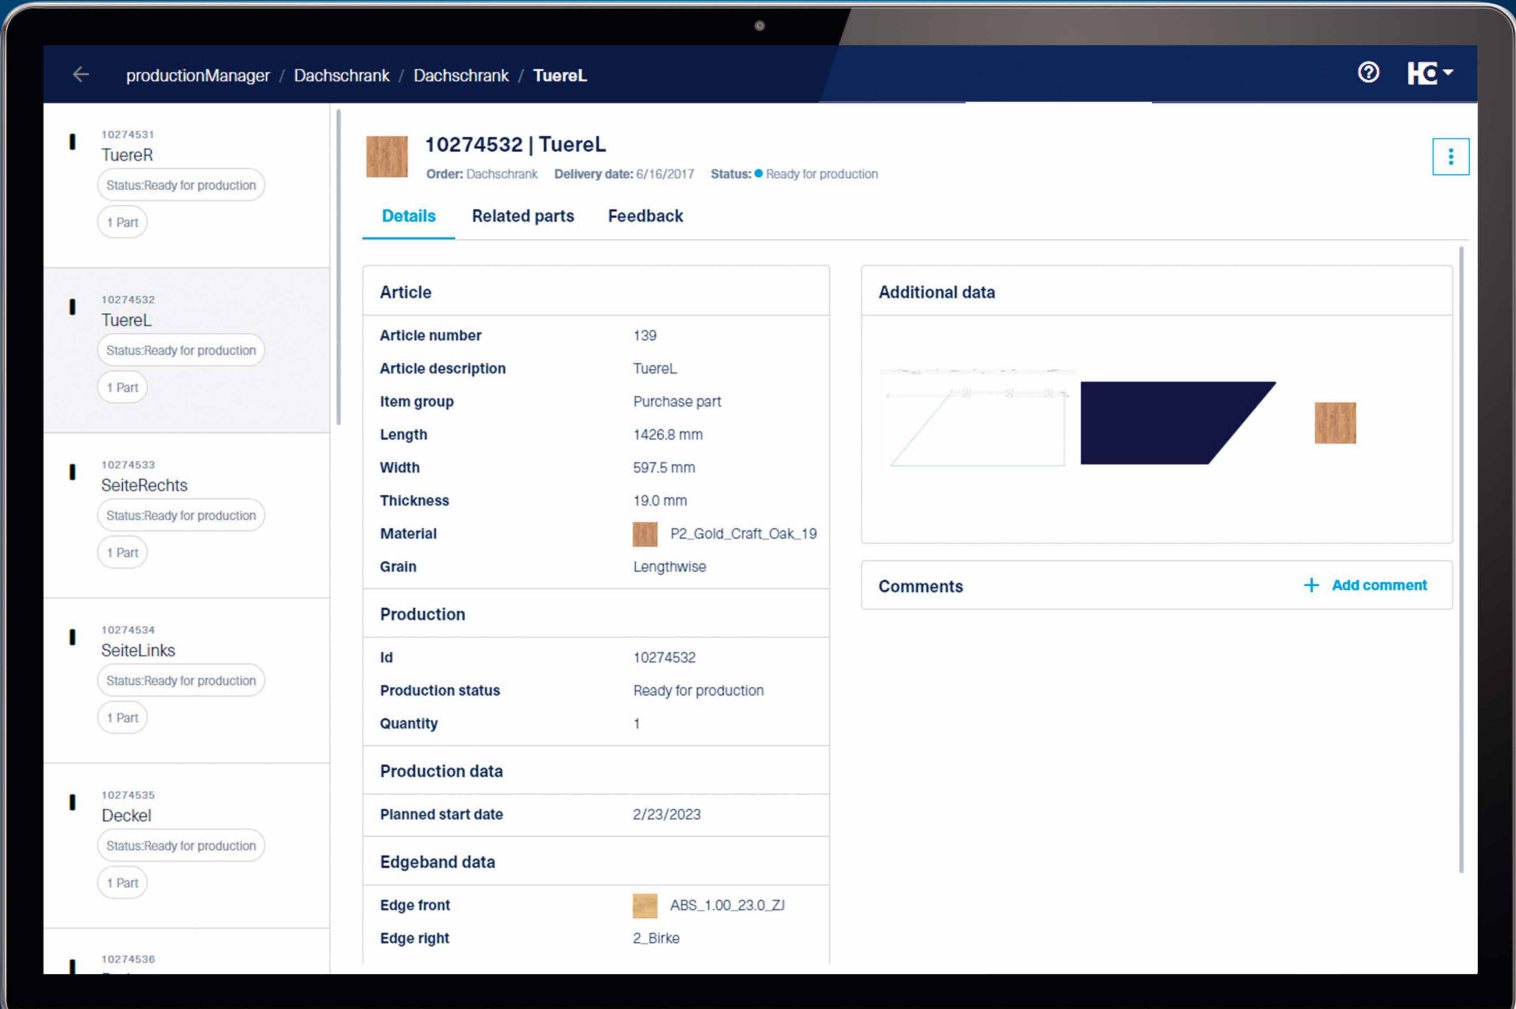 productionManager / Dachschrank / Dachschrank / TuereL
10274531
TuereR
Status:Ready for production
1 Part
10274532
TuereL
Status:Ready for production
1 Part
10274533
SeiteRechts
Status:Ready for production
1 Part
10274534
SeiteLinks
Status:Ready for production
1 Part
10274535
Deckel
Status:Ready for production
1 Part
10274536
10274532 | TuereL
Order: Dachschrank Delivery date: 6/16/2017 Status: Ready for production
Details Related parts Feedback
Article
Article number 139
Article description TuereL
Item group Purchase part
Length 1426.8 mm
Width 597.5 mm
Thickness 19.0 mm
Material P2_Gold_Craft_Oak_19
Grain Lengthwise
Production
Id 10274532
Production status Ready for production
Quantity 1
Production data
Planned start date 2/23/2023
Edgeband data
Edge front ABS_1.00_23.0_ZJ
Edge right 2_Birke
Additional data
Comments + Add comment